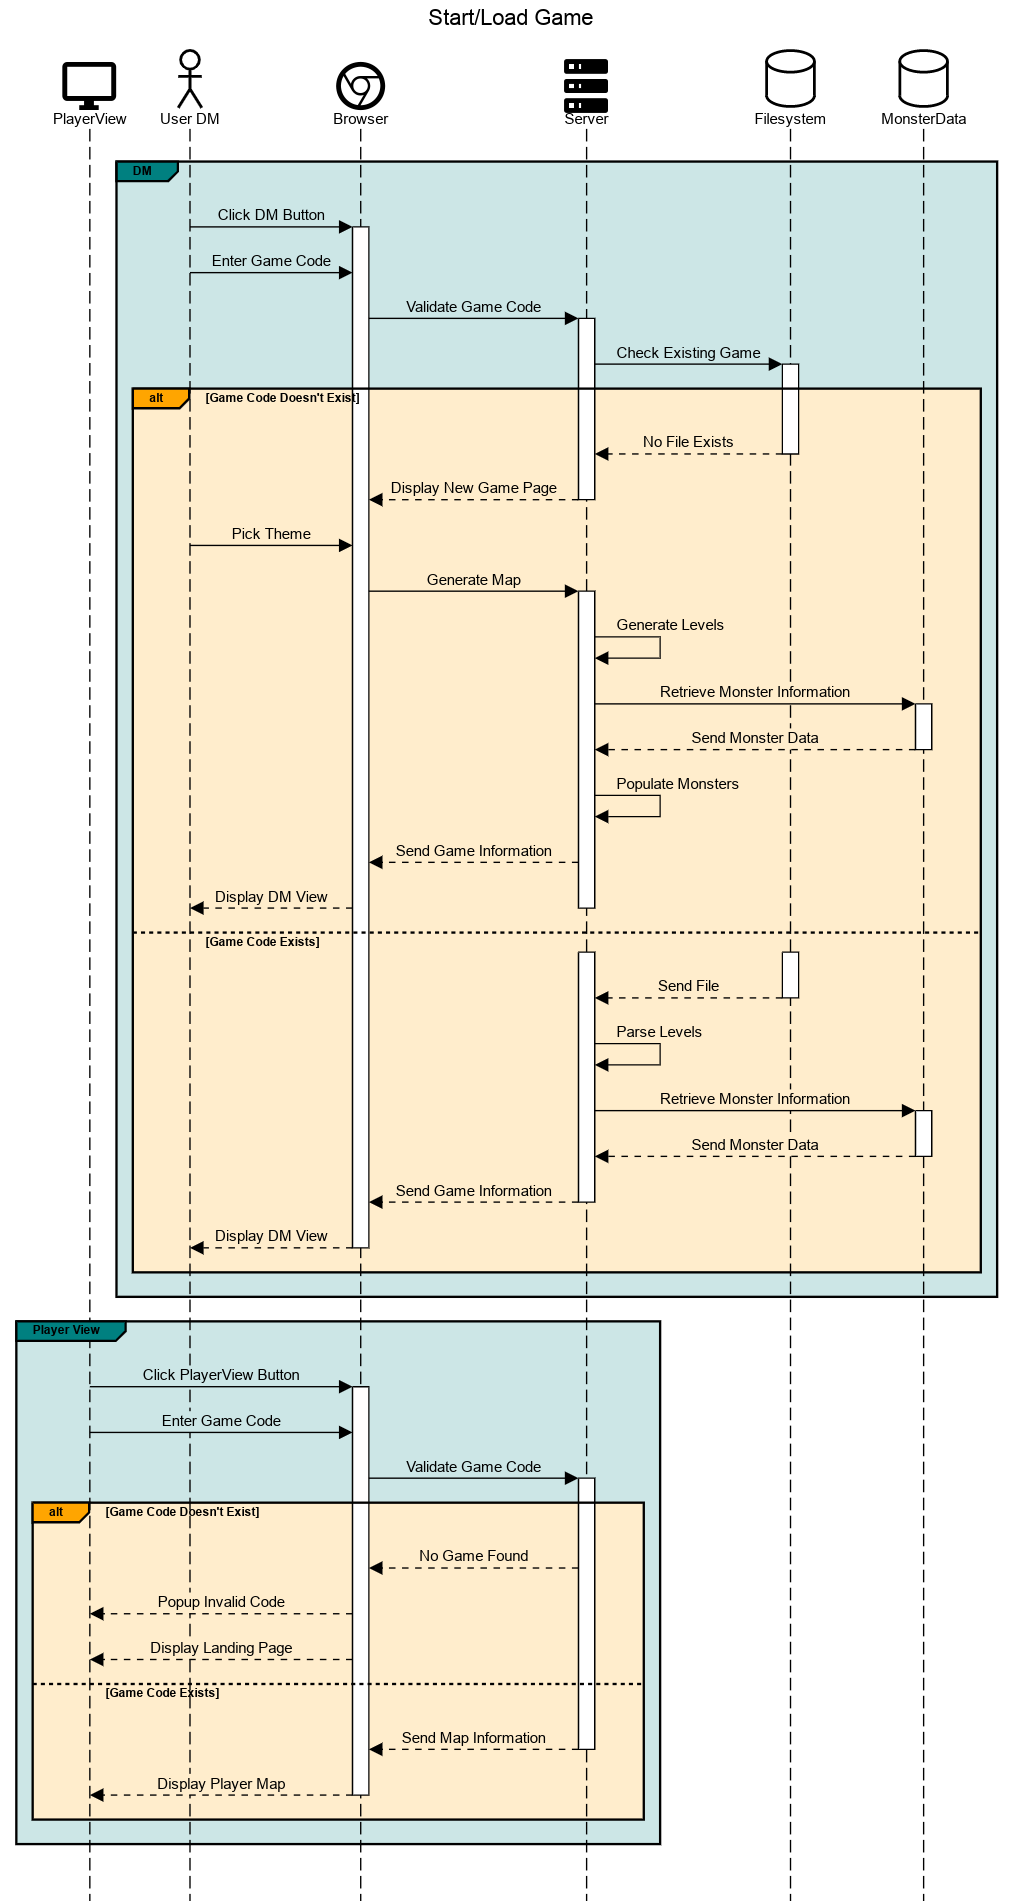 Start/Load Game
PlayerView
User DM
Browser
Server
Filesystem
MonsterData
DM
Click DM Button
Enter Game Code
Validate Game Code
Check Existing Game
alt
[Game Code Doesn't Exist]
No File Exists
Display New Game Page
Pick Theme
Generate Map
Generate Levels
Retrieve Monster Information
Send Monster Data
Populate Monsters
Send Game Information
Display DM View
[Game Code Exists]
Send File
Parse Levels
Retrieve Monster Information
Send Monster Data
Send Game Information
Display DM View
Player View
Click PlayerView Button
Enter Game Code
Validate Game Code
alt
[Game Code Doesn't Exist]
No Game Found
Popup Invalid Code
Display Landing Page
[Game Code Exists]
Send Map Information
Display Player Map